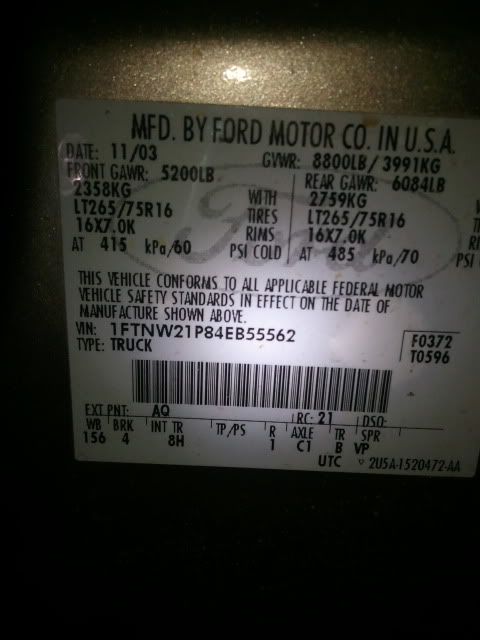 MFD. BY FORD MOTOR CO. IN U.S.A.
DATE: 11/03 GVWR: 8800LB/ 3991KG
FRONT GAWR: 5200LB REAR GAWR: 6084LB
2358KG WITH 2759KG W
LT265/75R16 TIRES LT265/75R16 T
16X7.0K RIMS 16X7.0K RI
AT 415 kPa/60 PSI COLD AT 485 kPa/70 PSI
Ford
THIS VEHICLE CONFORMS TO ALL APPLICABLE FEDERAL MOTOR
VEHICLE SAFETY STANDARDS IN EFFECT ON THE DATE OF
MANUFACTURE SHOWN ABOVE.
VIN: 1FTNW21P84EB55562 F0372
TYPE: TRUCK T0596
EXT PNT: AQ RC: 21 DSO:
WB BRK INT TR TP/PS R AXLE TR SPR
156 4 8H 1 C1 B VP
UTC ▽ 2U5A-1520472-AA